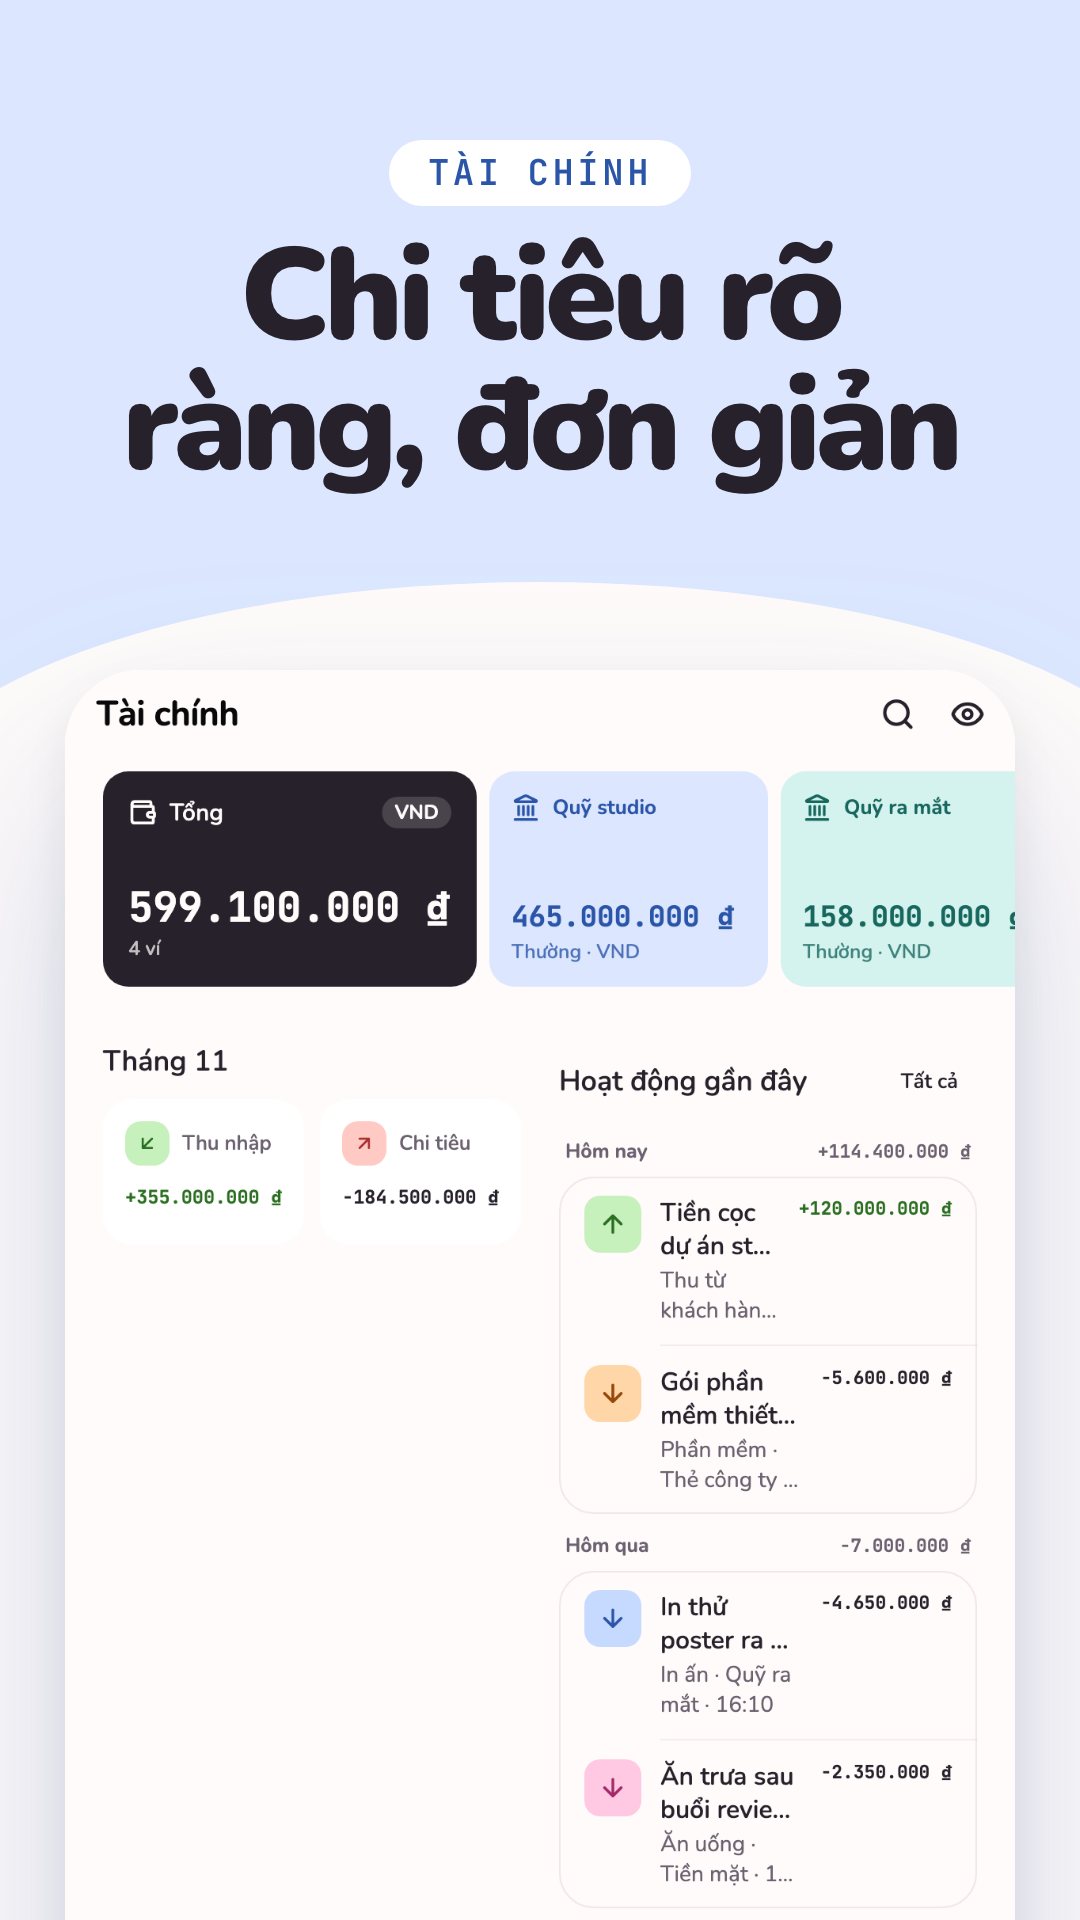 TÀI CHÍNH
Chi tiêu rõ
ràng, đơn giản
Tài chính
Tổng
VND
599.100.000 ₫
4 ví
Quỹ studio
465.000.000 ₫
Thường · VND
Quỹ ra mắt
158.000.000
Thường · VND
Tháng 11
Thu nhập
+355.000.000 ₫
Chi tiêu
-184.500.000 ₫
Hoạt động gần đây
Tất cả
Hôm nay
+114.400.000 ₫
Tiền cọc
dự án st...
+120.000.000 ₫
Thu từ
khách hàn...
Gói phần
mềm thiết...
-5.600.000 ₫
Phần mềm ·
Thẻ công ty ...
Hôm qua
-7.000.000 ₫
In thử
poster ra ...
-4.650.000 ₫
In ấn · Quỹ ra
mắt · 16:10
Ăn trưa sau
buổi revie...
-2.350.000 ₫
Ăn uống ·
Tiền mặt · 1...